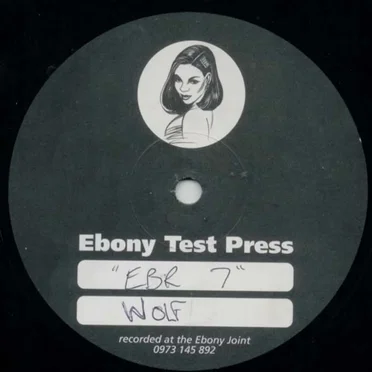 Ebony Test Press
"EBR 7"
WOLF
recorded at the Ebony Joint
0973 145 892